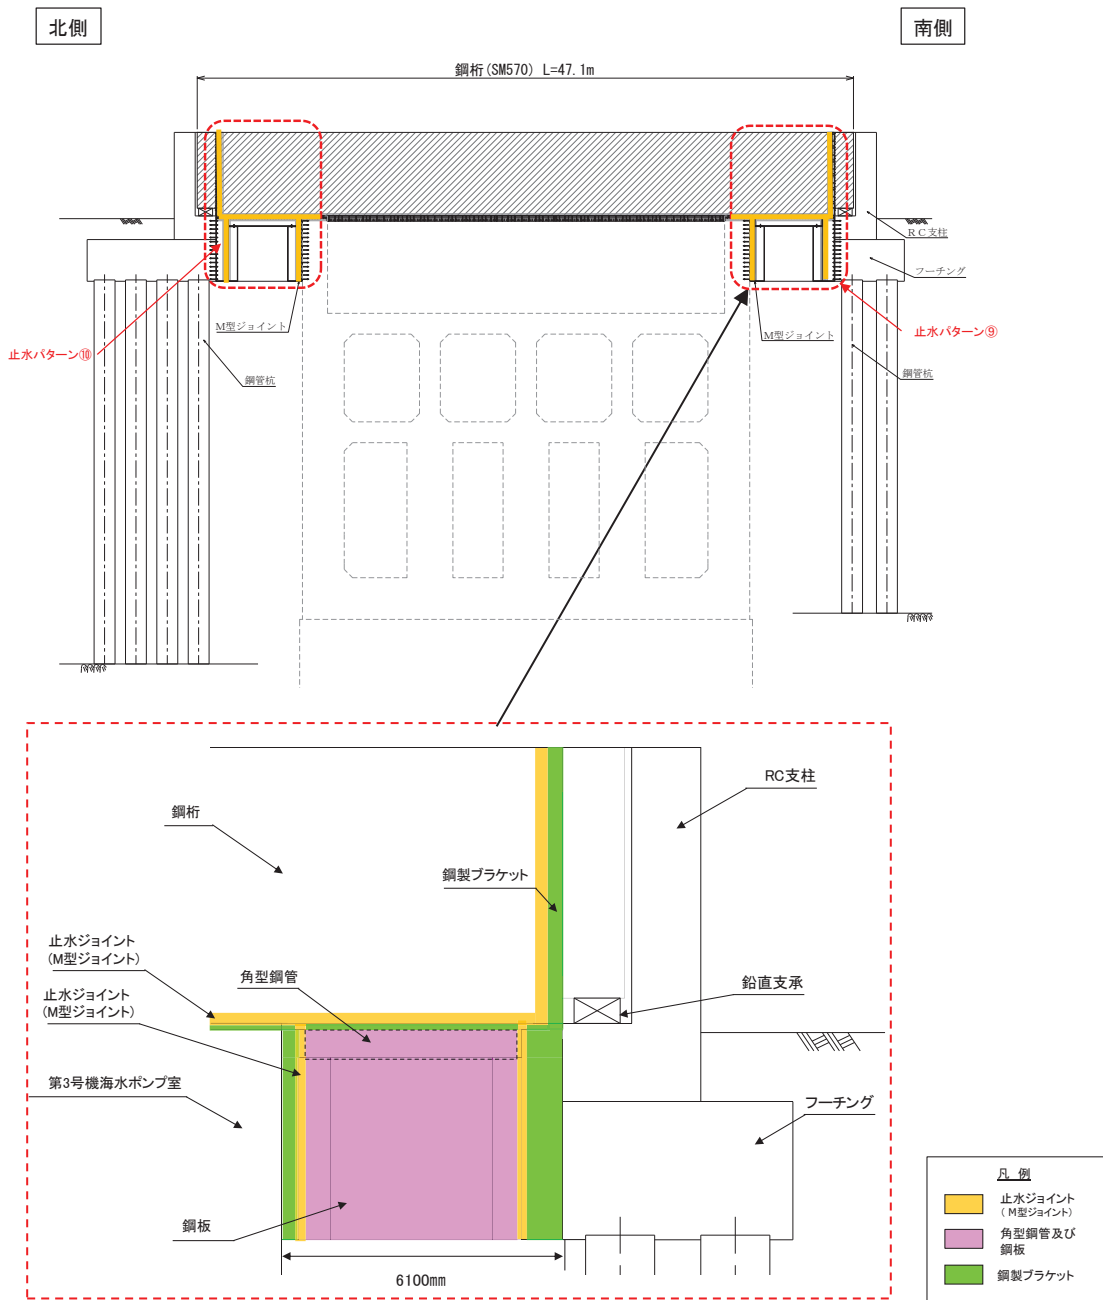 北側
南側
鋼桁(SM570) L=47.1m
RC支柱
フーチング
M型ジョイント
M型ジョイント
止水パターン⑩
止水パターン⑨
鋼管杭
鋼管杭
RC支柱
鋼桁
鋼製ブラケット
止水ジョイント
(M型ジョイント)
角型鋼管
鉛直支承
止水ジョイント
(M型ジョイント)
第3号機海水ポンプ室
フーチング
鋼板
6100mm
凡 例
止水ジョイント
(M型ジョイント)
角型鋼管及び
鋼板
鋼製ブラケット